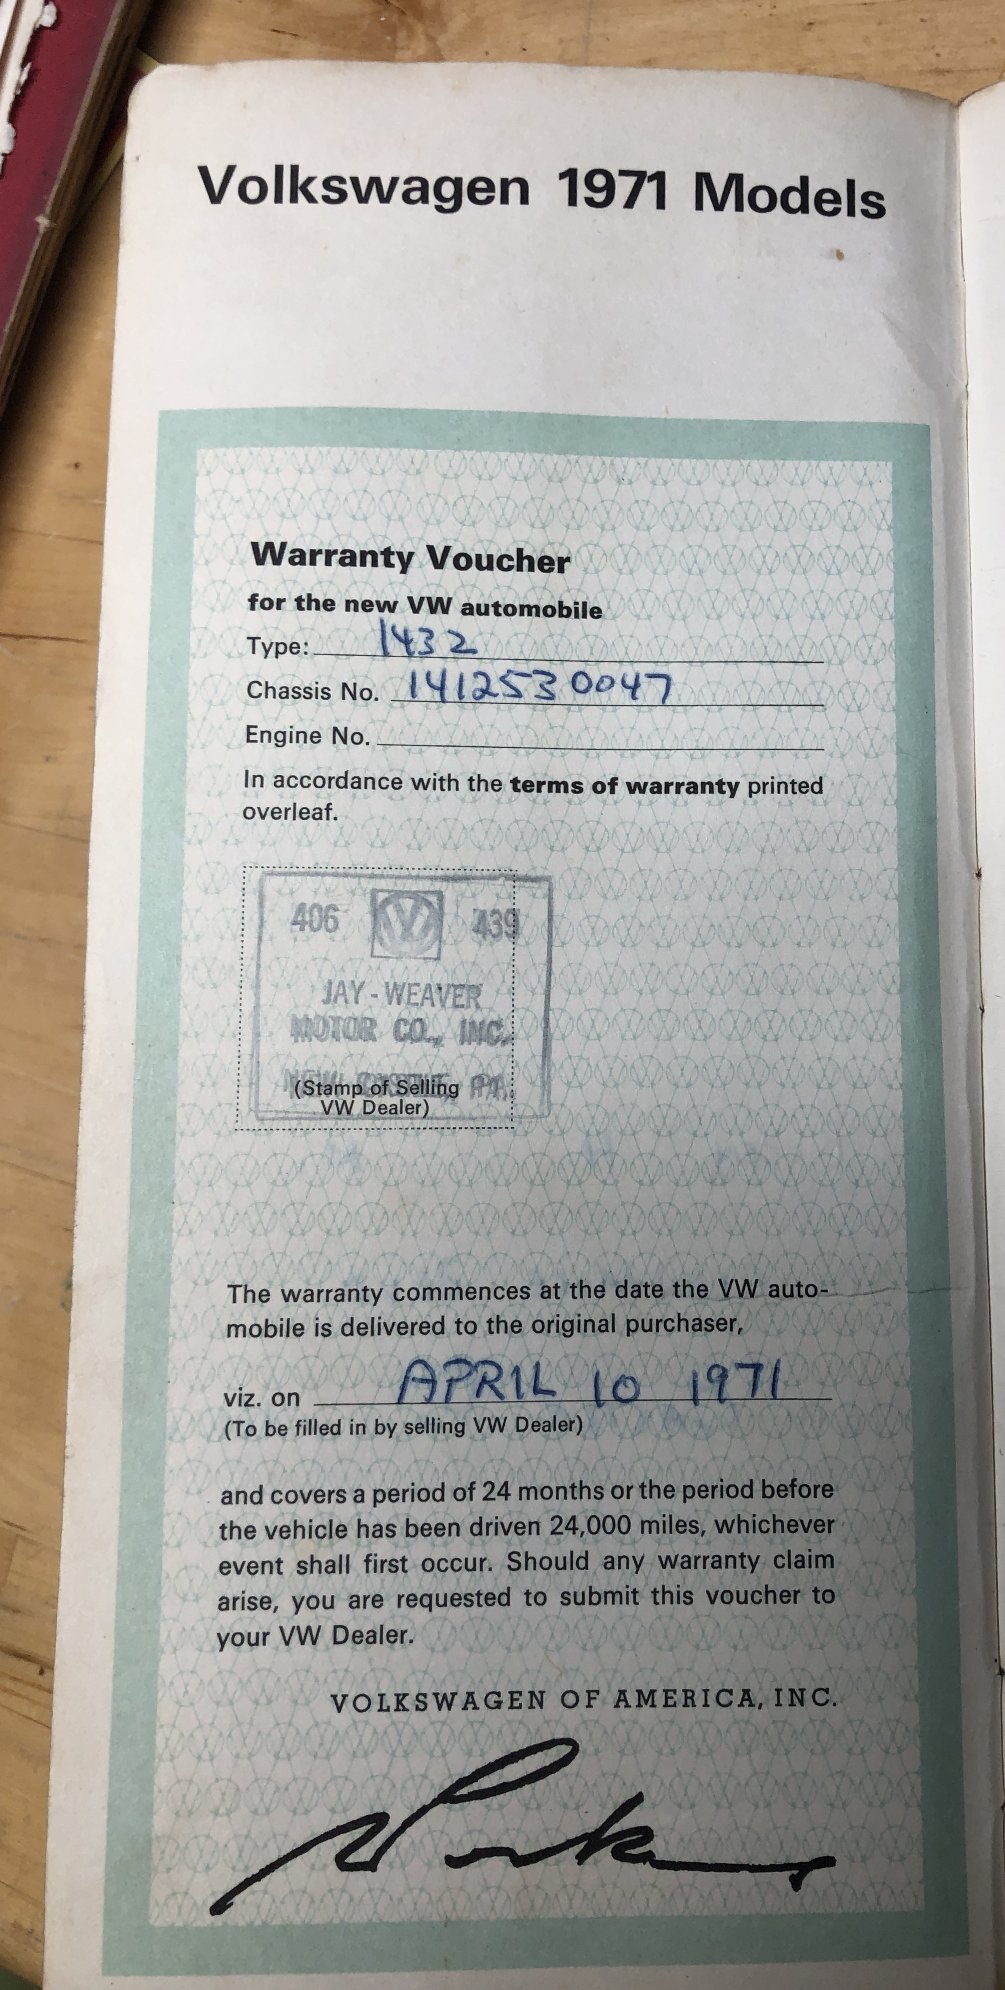 Volkswagen 1971 Models
Warranty Voucher
for the new VW automobile
Type: 1432
Chassis No. 1412530047
Engine No.
In accordance with the terms of warranty printed
overleaf.
406 439
JAY-WEAVER
MOTOR CO., INC.
PA.
(Stamp of Selling
VW Dealer)
The warranty commences at the date the VW auto-
mobile is delivered to the original purchaser,
viz. on APRIL 10 1971
(To be filled in by selling VW Dealer)
and covers a period of 24 months or the period before
the vehicle has been driven 24,000 miles, whichever
event shall first occur. Should any warranty claim
arise, you are requested to submit this voucher to
your VW Dealer.
VOLKSWAGEN OF AMERICA, INC.